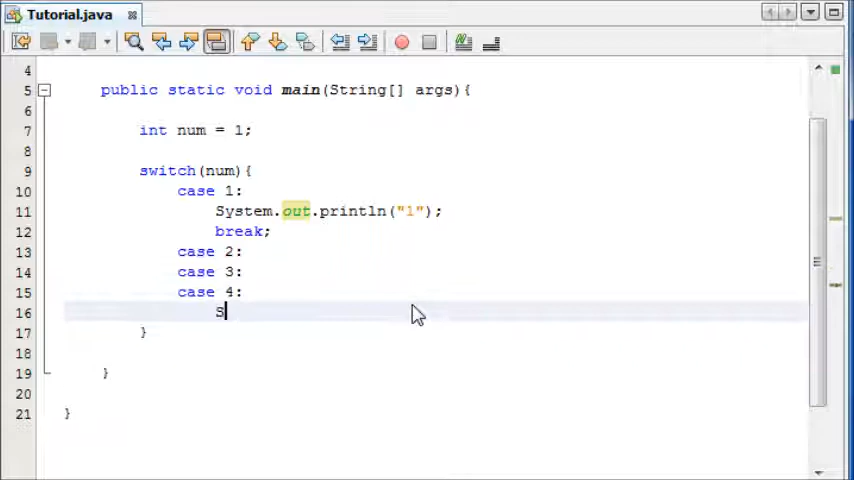 Tutorial.java
4
5 public static void main(String[] args){
6
7 int num = 1;
8
9 switch(num){
10 case 1:
11 System.out.println("1");
12 break;
13 case 2:
14 case 3:
15 case 4:
16 S
17 }
18
19 }
20
21 }